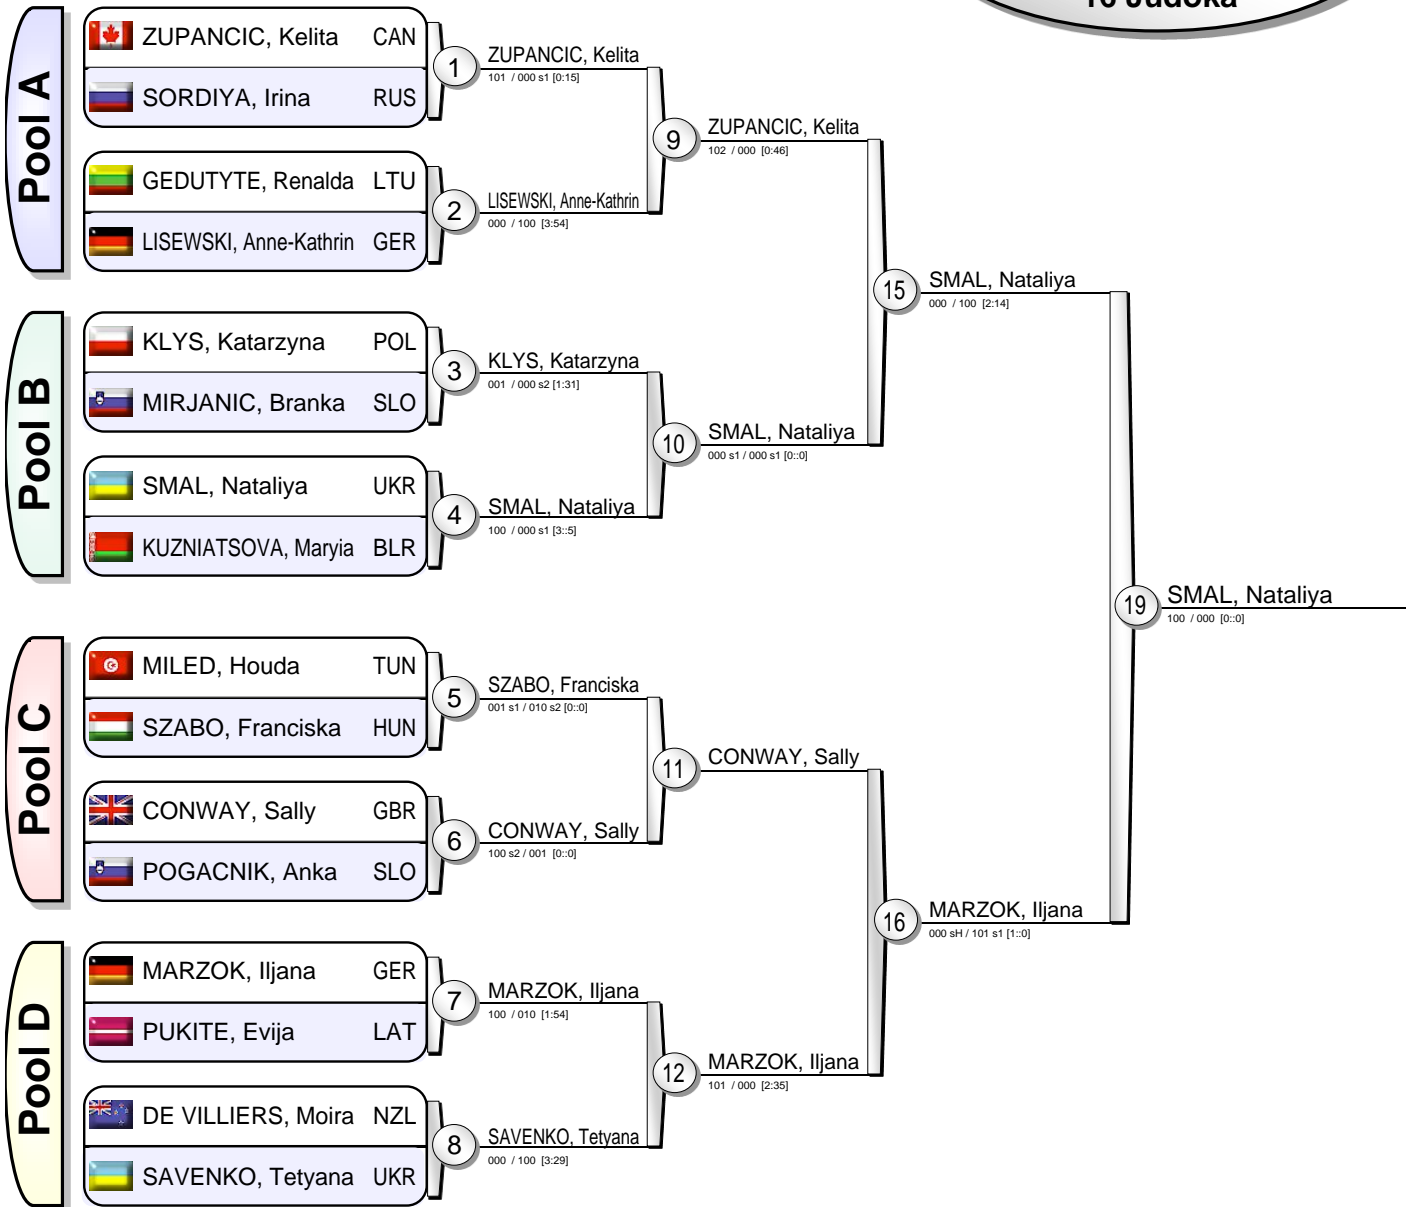 16 Judoka
Pool A
ZUPANCIC, Kelita CAN
SORDIYA, Irina RUS
1
ZUPANCIC, Kelita
101 / 000 s1 [0:15]
GEDUTYTE, Renalda LTU
LISEWSKI, Anne-Kathrin GER
2
LISEWSKI, Anne-Kathrin
000 / 100 [3:54]
9
ZUPANCIC, Kelita
102 / 000 [0:46]
Pool B
KLYS, Katarzyna POL
MIRJANIC, Branka SLO
3
KLYS, Katarzyna
001 / 000 s2 [1:31]
SMAL, Nataliya UKR
KUZNIATSOVA, Maryia BLR
4
SMAL, Nataliya
100 / 000 s1 [3::5]
10
SMAL, Nataliya
000 s1 / 000 s1 [0::0]
15
SMAL, Nataliya
000 / 100 [2:14]
Pool C
MILED, Houda TUN
SZABO, Franciska HUN
5
SZABO, Franciska
001 s1 / 010 s2 [0::0]
CONWAY, Sally GBR
POGACNIK, Anka SLO
6
CONWAY, Sally
100 s2 / 001 [0::0]
11
CONWAY, Sally
Pool D
MARZOK, Iljana GER
PUKITE, Evija LAT
7
MARZOK, Iljana
100 / 010 [1:54]
DE VILLIERS, Moira NZL
SAVENKO, Tetyana UKR
8
SAVENKO, Tetyana
000 / 100 [3:29]
12
MARZOK, Iljana
101 / 000 [2:35]
16
MARZOK, Iljana
000 sH / 101 s1 [1::0]
19
SMAL, Nataliya
100 / 000 [0::0]